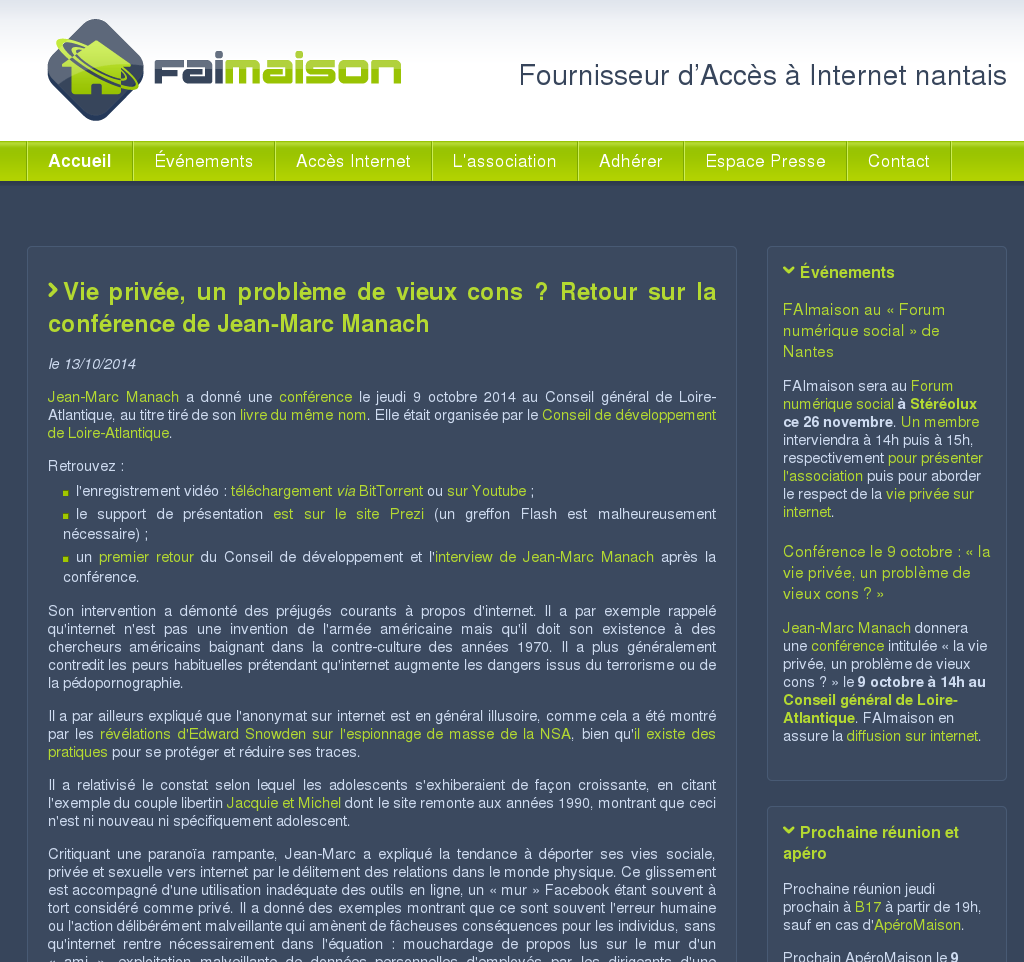 FAImaison
Fournisseur d'Accès à Internet nantais
Accueil
Événements
Accès Internet
L'association
Adhérer
Espace Presse
Contact
Vie privée, un problème de vieux cons ? Retour sur la
conférence de Jean-Marc Manach
le 13/10/2014
Jean-Marc Manach a donné une conférence le jeudi 9 octobre 2014 au Conseil général de Loire-
Atlantique, au titre tiré de son livre du même nom. Elle était organisée par le Conseil de développement
de Loire-Atlantique.
Retrouvez :
l'enregistrement vidéo : téléchargement via BitTorrent ou sur Youtube ;
le support de présentation est sur le site Prezi (un greffon Flash est malheureusement
nécessaire) ;
un premier retour du Conseil de développement et l'interview de Jean-Marc Manach après la
conférence.
Son intervention a démonté des préjugés courants à propos d'internet. Il a par exemple rappelé
qu'internet n'est pas une invention de l'armée américaine mais qu'il doit son existence à des
chercheurs américains baignant dans la contre-culture des années 1970. Il a plus généralement
contredit les peurs habituelles prétendant qu'internet augmente les dangers issus du terrorisme ou de
la pédopornographie.
Il a par ailleurs expliqué que l'anonymat sur internet est en général illusoire, comme cela a été montré
par les révélations d'Edward Snowden sur l'espionnage de masse de la NSA, bien qu'il existe des
pratiques pour se protéger et réduire ses traces.
Il a relativisé le constat selon lequel les adolescents s'exhiberaient de façon croissante, en citant
l'exemple du couple libertin Jacquie et Michel dont le site remonte aux années 1990, montrant que ceci
n'est ni nouveau ni spécifiquement adolescent.
Critiquant une paranoïa rampante, Jean-Marc a expliqué la tendance à déporter ses vies sociale,
privée et sexuelle vers internet par le délitement des relations dans le monde physique. Ce glissement
est accompagné d'une utilisation inadéquate des outils en ligne, un « mur » Facebook étant souvent à
tort considéré comme privé. Il a donné des exemples montrant que ce sont souvent l'erreur humaine
ou l'action délibérément malveillante qui amènent de fâcheuses conséquences pour les individus, sans
qu'internet rentre nécessairement dans l'équation : mouchardage de propos lus sur le mur d'un
« ami », exploitation malveillante de données personnelles d'employés par les dirigeants d'une
Événements
FAImaison au « Forum
numérique social » de
Nantes
FAImaison sera au Forum
numérique social à Stéréolux
ce 26 novembre. Un membre
interviendra à 14h puis à 15h,
respectivement pour présenter
l'association puis pour aborder
le respect de la vie privée sur
internet.
Conférence le 9 octobre : « la
vie privée, un problème de
vieux cons ? »
Jean-Marc Manach donnera
une conférence intitulée « la vie
privée, un problème de vieux
cons ? » le 9 octobre à 14h au
Conseil général de Loire-
Atlantique. FAImaison en
assure la diffusion sur internet.
Prochaine réunion et
apéro
Prochaine réunion jeudi
prochain à B17 à partir de 19h,
sauf en cas d'ApéroMaison.
Prochain ApéroMaison le 9